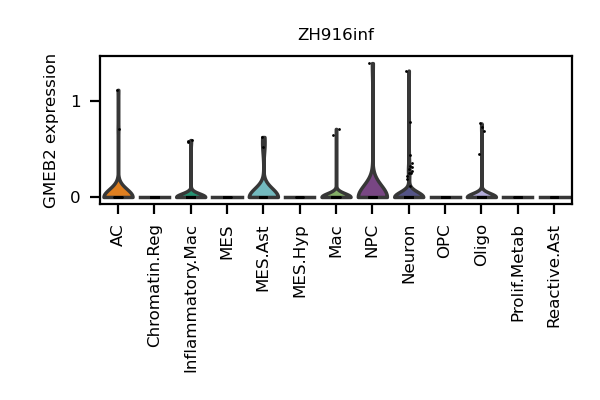 ZH916inf
GMEB2 expression
1
0
AC
Chromatin.Reg
Inflammatory.Mac
MES
MES.Ast
MES.Hyp
Mac
NPC
Neuron
OPC
Oligo
Prolif.Metab
Reactive.Ast